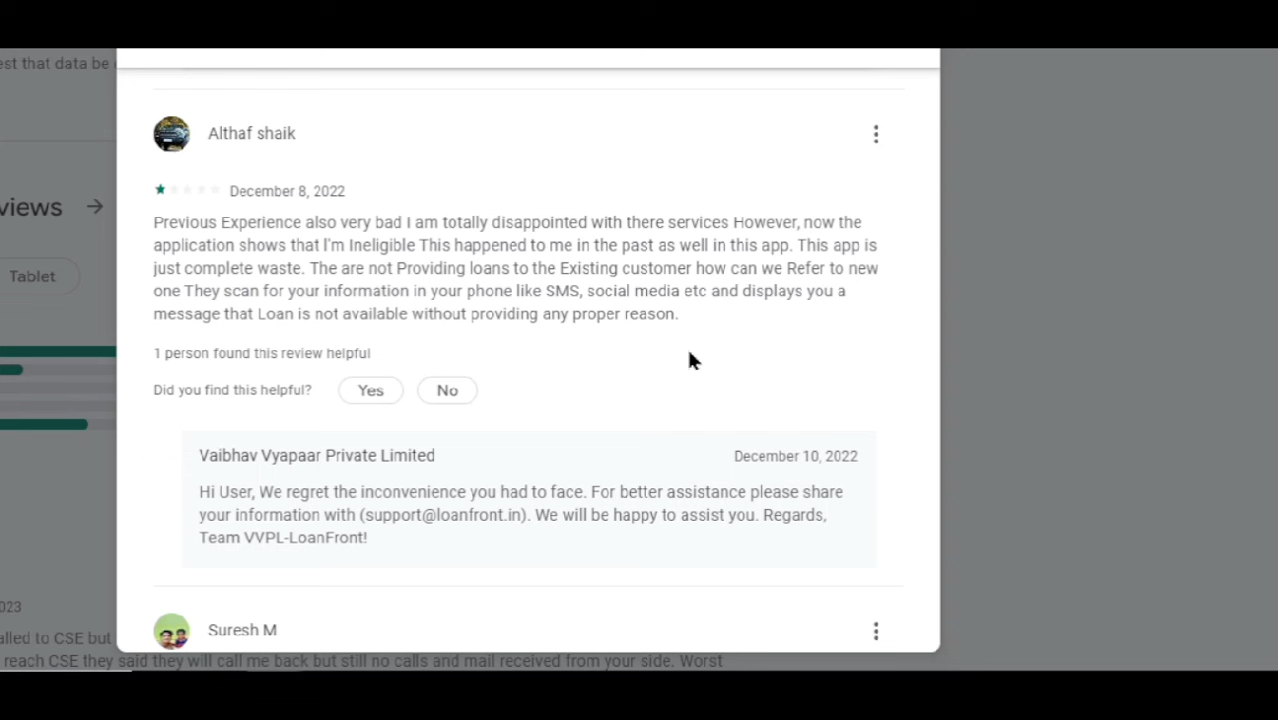 est that data be
Althaf shaik
December 8, 2022
Previous Experience also very bad I am totally disappointed with there services However, now the
application shows that I'm Ineligible This happened to me in the past as well in this app. This app is
just complete waste. The are not Providing loans to the Existing customer how can we Refer to new
one They scan for your information in your phone like SMS, social media etc and displays you a
message that Loan is not available without providing any proper reason.
1 person found this review helpful
Did you find this helpful? Yes No
Vaibhav Vyapaar Private Limited December 10, 2022
Hi User, We regret the inconvenience you had to face. For better assistance please share
your information with (support@loanfront.in). We will be happy to assist you. Regards,
Team VVPL-LoanFront!
Suresh M
views
Tablet
023
alled to CSE but
reach CSE they said they will call me back but still no calls and mail received from your side. Worst